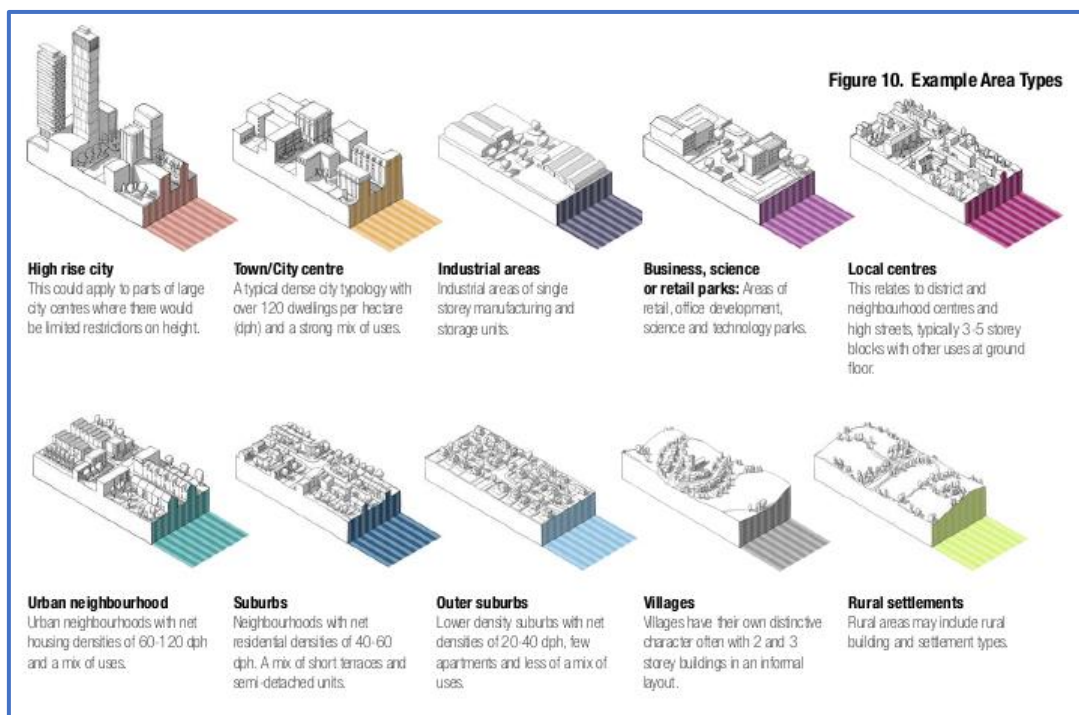 Figure 10. Example Area Types
High rise city
This could apply to parts of large
city centres where there would
be limited restrictions on height.
Town/City centre
A typical dense city typology with
over 120 dwellings per hectare
(dph) and a strong mix of uses.
Industrial areas
Industrial areas of single
storey manufacturing and
storage units.
Business, science
or retail parks: Areas of
retail, office development,
science and technology parks.
Local centres
This relates to district and
neighbourhood centres and
high streets, typically 3-5 storey
blocks with other uses at ground
floor.
Urban neighbourhood
Urban neighbourhoods with net
housing densities of 60-120 dph
and a mix of uses.
Suburbs
Neighbourhoods with net
residential densities of 40-60
dph. A mix of short terraces and
semi-detached units.
Outer suburbs
Lower density suburbs with net
densities of 20-40 dph, few
apartments and less of a mix of
uses.
Villages
Villages have their own distinctive
character often with 2 and 3
storey buildings in an informal
layout.
Rural settlements
Rural areas may include rural
building and settlement types.